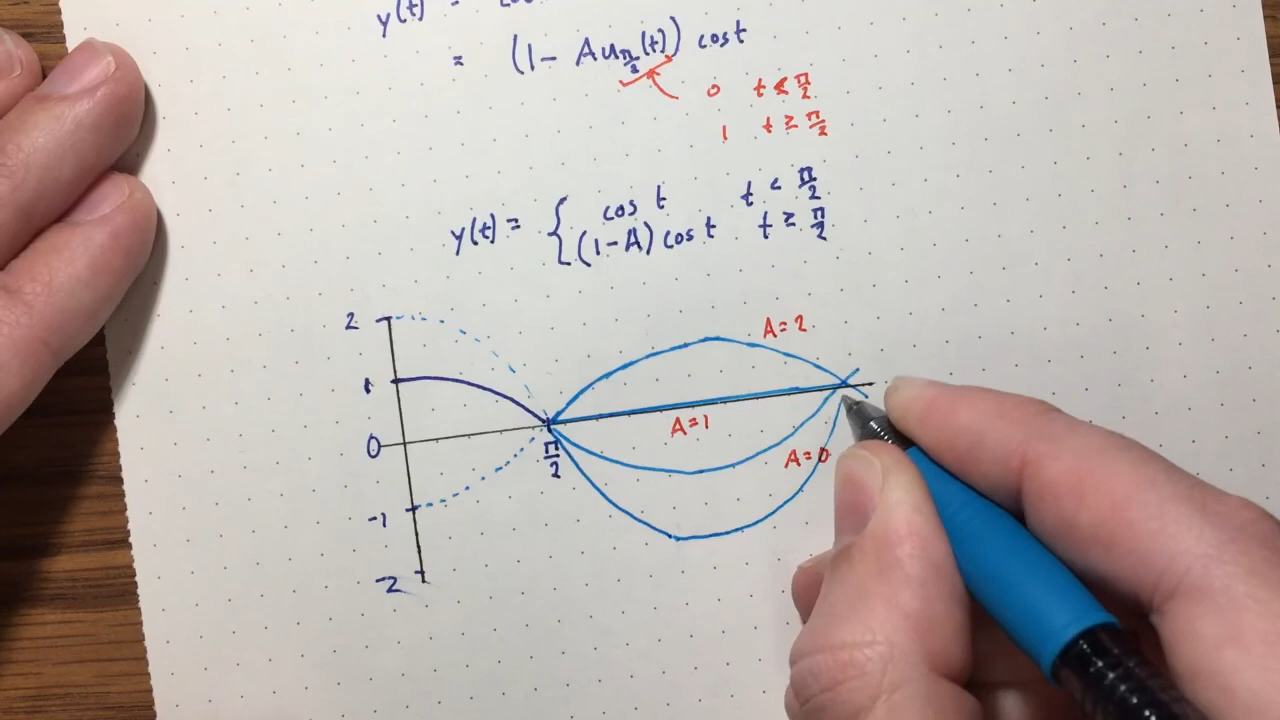 y(t) =
= (1 - Au_{π/2}(t)) cos t
0 t < π/2
1 t ≥ π/2
y(t) = { cos t t < π/2
(1-A) cos t t ≥ π/2
2
A=2
1
A=1
0
π/2
A=0
-1
-2